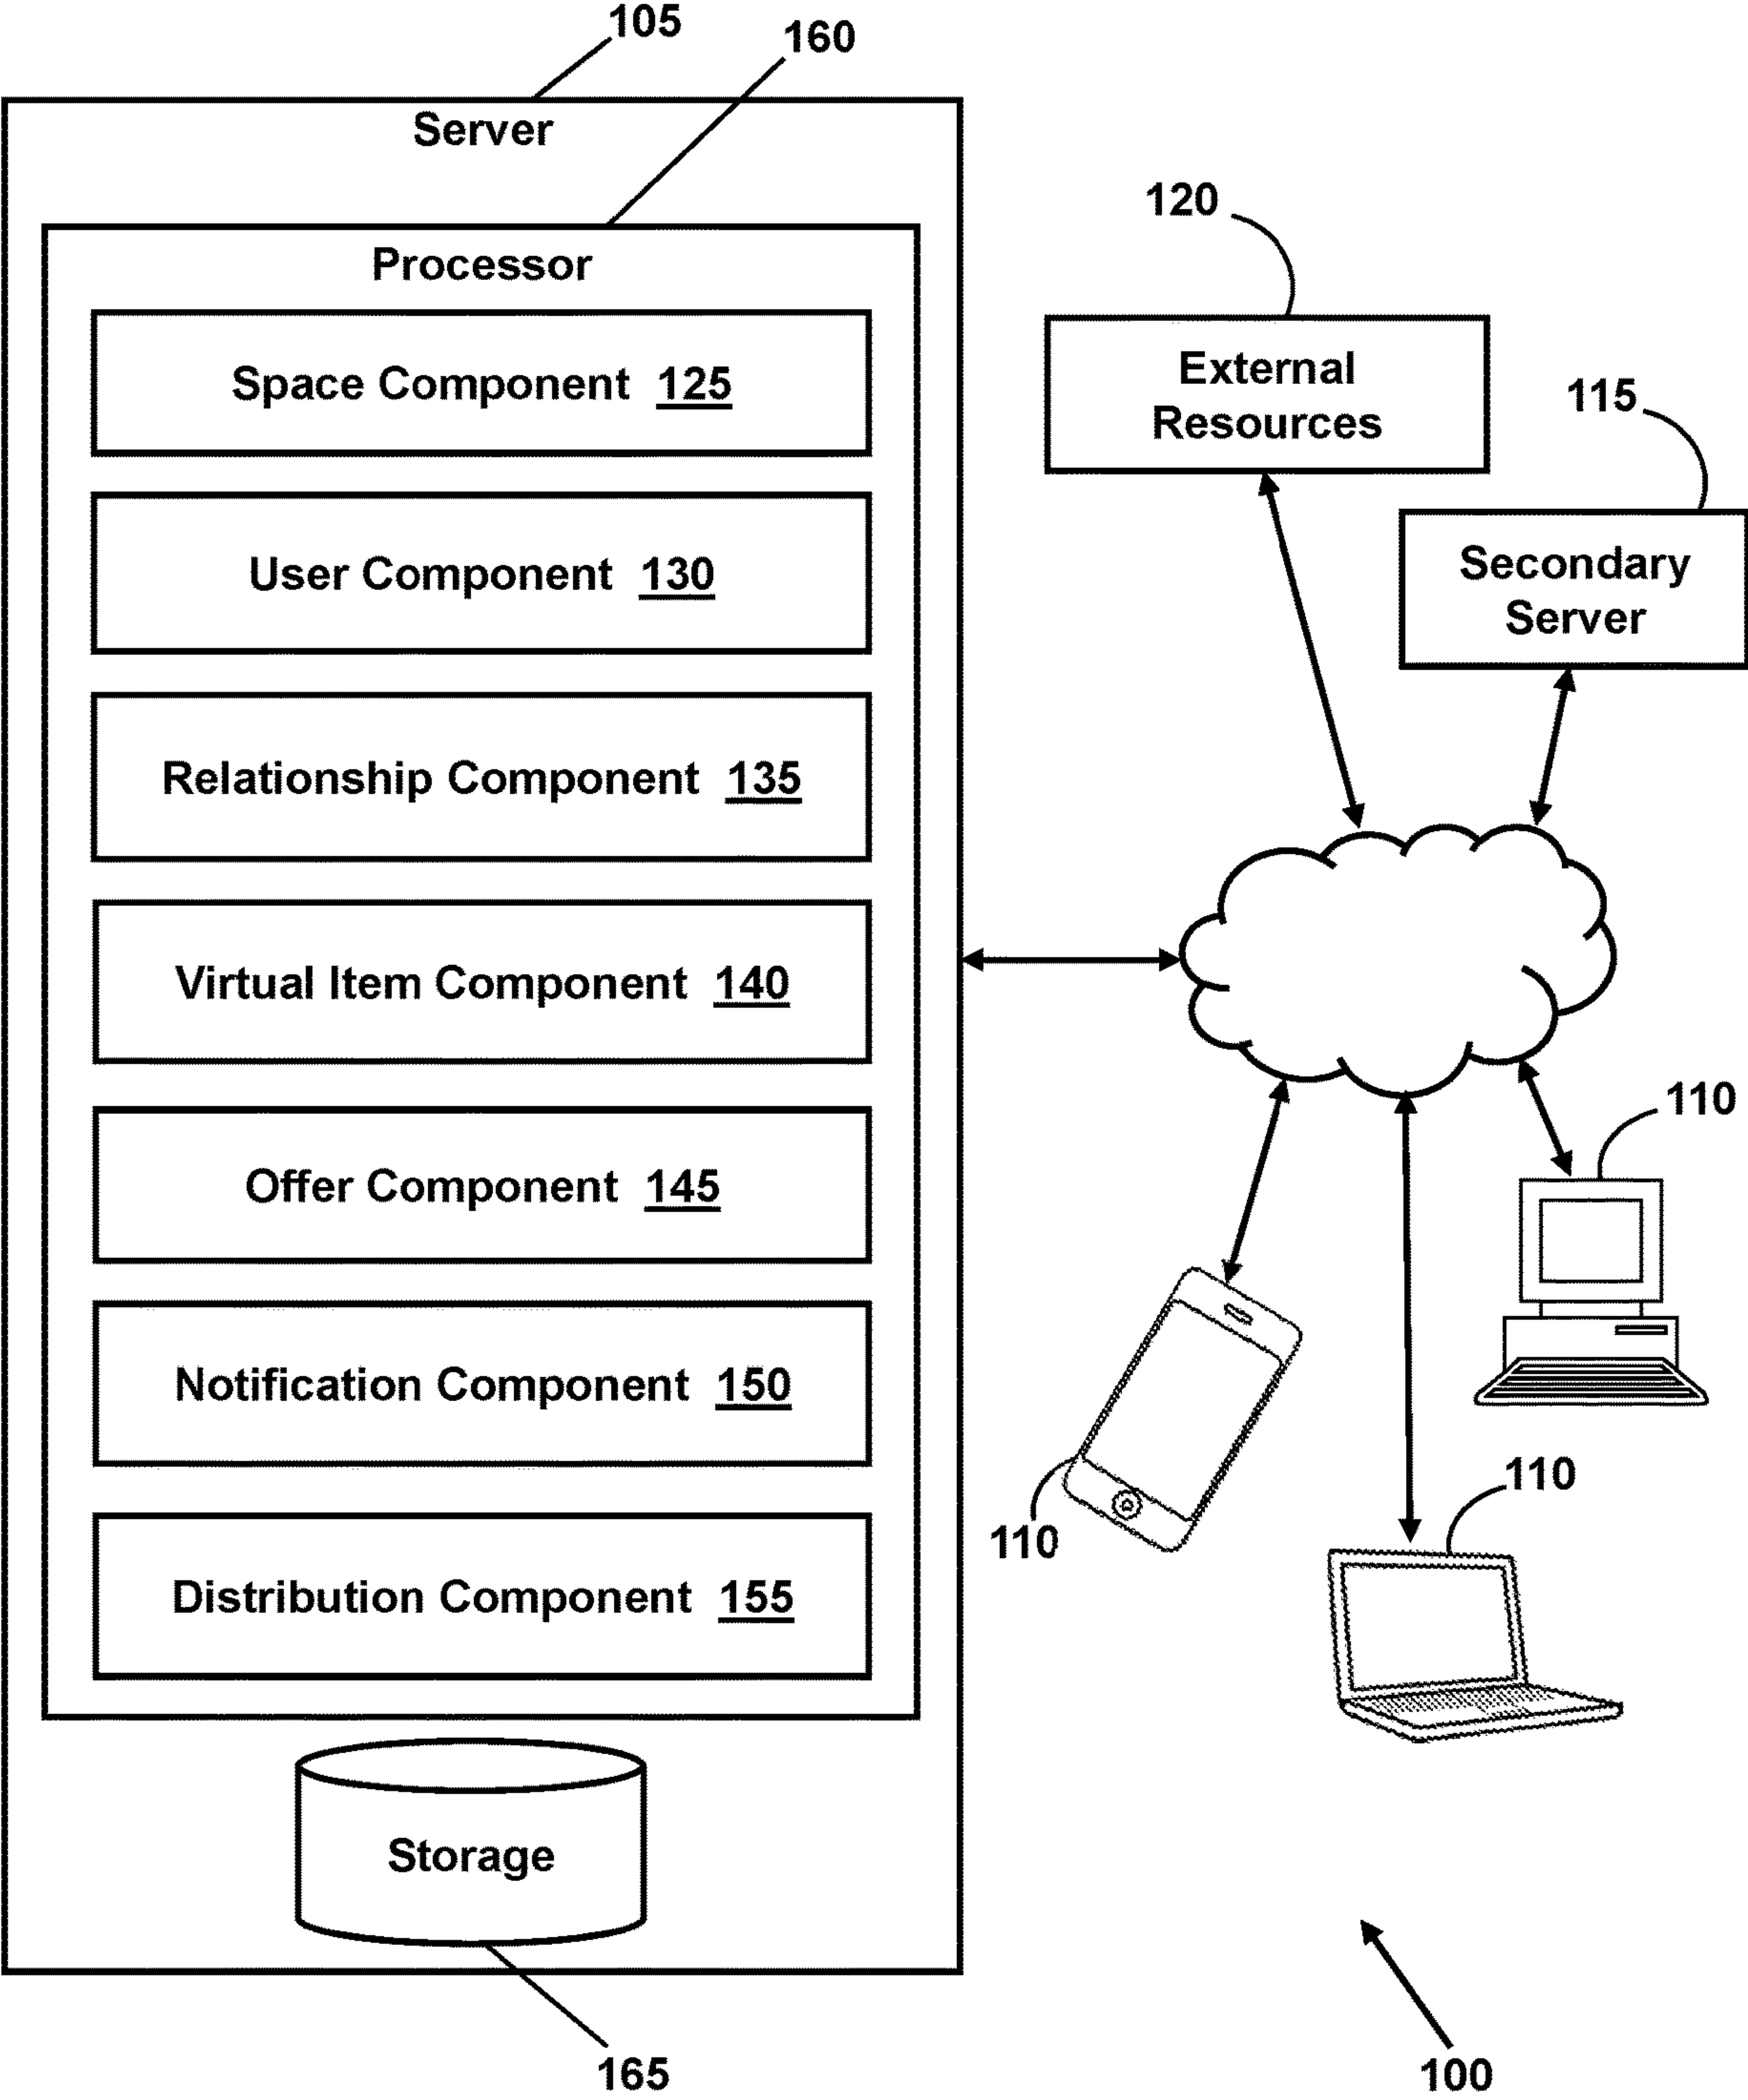 105
160
Server
Processor
Space Component 125
User Component 130
Relationship Component 135
Virtual Item Component 140
Offer Component 145
Notification Component 150
Distribution Component 155
Storage
165
120
External
Resources
115
Secondary
Server
110
110
110
100